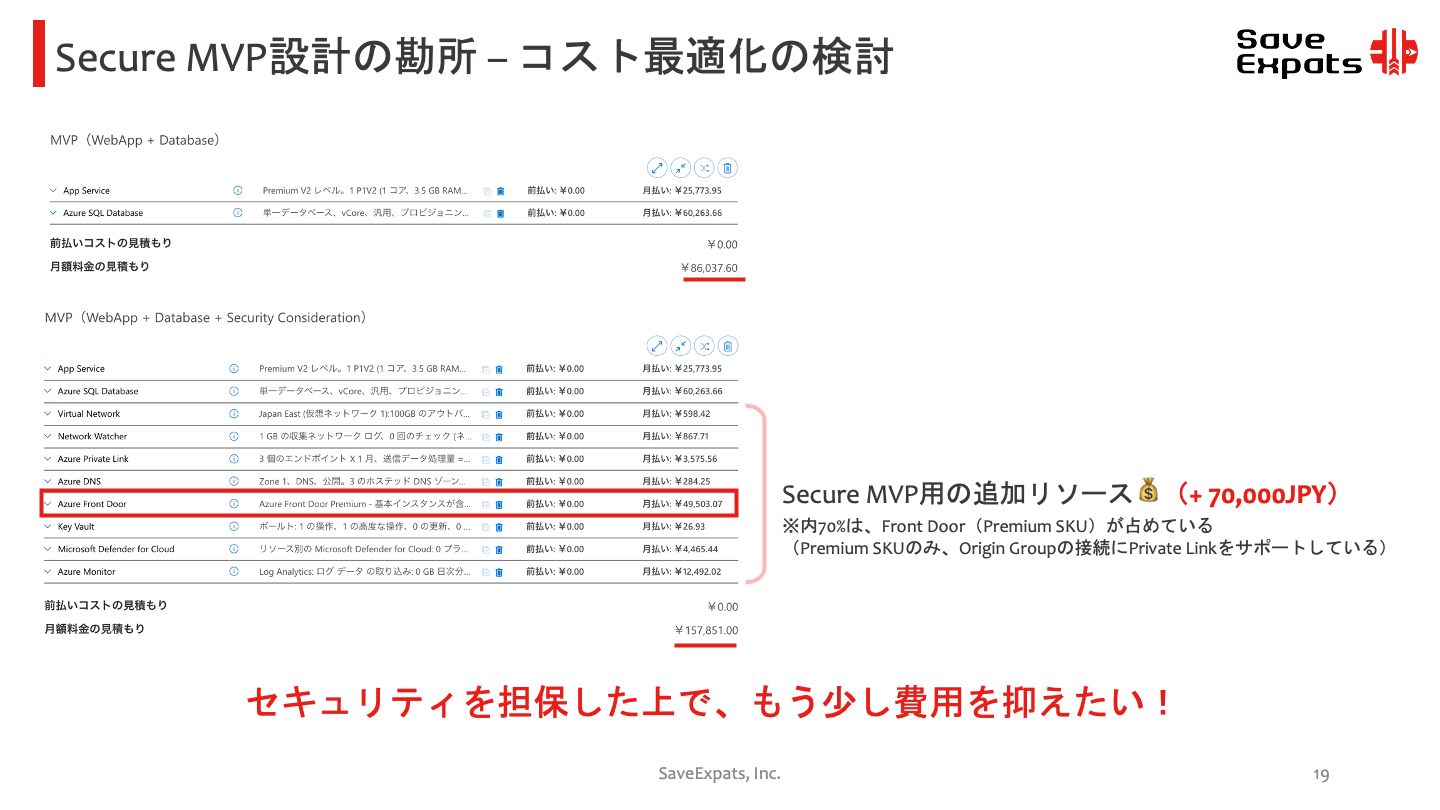 Secure MVP設計の勘所 – コスト最適化の検討
Save
Expats
MVP（WebApp + Database）
App Service Premium V2 レベル。1 P1V2 (1 コア、3.5 GB RAM... 前払い: ¥0.00 月払い: ¥25,773.95
Azure SQL Database 単一データベース、vCore、汎用、プロビジョニン... 前払い: ¥0.00 月払い: ¥60,263.66
前払いコストの見積もり ¥0.00
月額料金の見積もり ¥86,037.60
MVP（WebApp + Database + Security Consideration）
App Service Premium V2 レベル。1 P1V2 (1 コア、3.5 GB RAM... 前払い: ¥0.00 月払い: ¥25,773.95
Azure SQL Database 単一データベース、vCore、汎用、プロビジョニン... 前払い: ¥0.00 月払い: ¥60,263.66
Virtual Network Japan East (仮想ネットワーク 1):100GB のアウトバ... 前払い: ¥0.00 月払い: ¥598.42
Network Watcher 1 GB の収集ネットワーク ログ、0 回のチェック (ネ... 前払い: ¥0.00 月払い: ¥867.71
Azure Private Link 3 個のエンドポイント X 1 月、送信データ処理量 =... 前払い: ¥0.00 月払い: ¥3,575.56
Azure DNS Zone 1、DNS、公開。3 のホステッド DNS ゾーン... 前払い: ¥0.00 月払い: ¥284.25
Azure Front Door Azure Front Door Premium - 基本インスタンスが含... 前払い: ¥0.00 月払い: ¥49,503.07
Key Vault ボールト: 1 の操作、1 の高度な操作、0 の更新、0 ... 前払い: ¥0.00 月払い: ¥26.93
Microsoft Defender for Cloud リソース別の Microsoft Defender for Cloud: 0 プラ... 前払い: ¥0.00 月払い: ¥4,465.44
Azure Monitor Log Analytics: ログ データ の取り込み: 0 GB 日次分... 前払い: ¥0.00 月払い: ¥12,492.02
前払いコストの見積もり ¥0.00
月額料金の見積もり ¥157,851.00
Secure MVP用の追加リソース💰（+ 70,000JPY）
※内70%は、Front Door（Premium SKU）が占めている
（Premium SKUのみ、Origin Groupの接続にPrivate Linkをサポートしている）
セキュリティを担保した上で、もう少し費用を抑えたい！
SaveExpats, Inc.
19